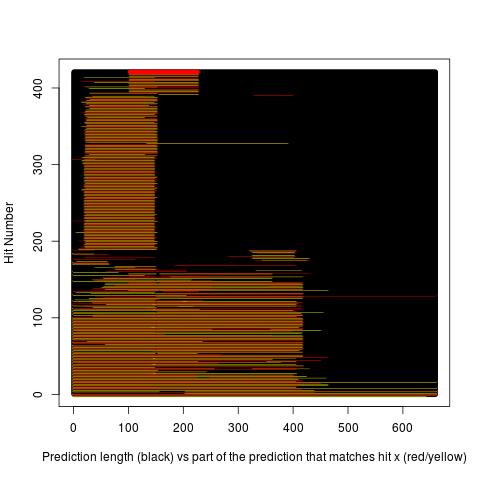 400
300
200
100
0
Hit Number
0 100 200 300 400 500 600
Prediction length (black) vs part of the prediction that matches hit x (red/yellow)